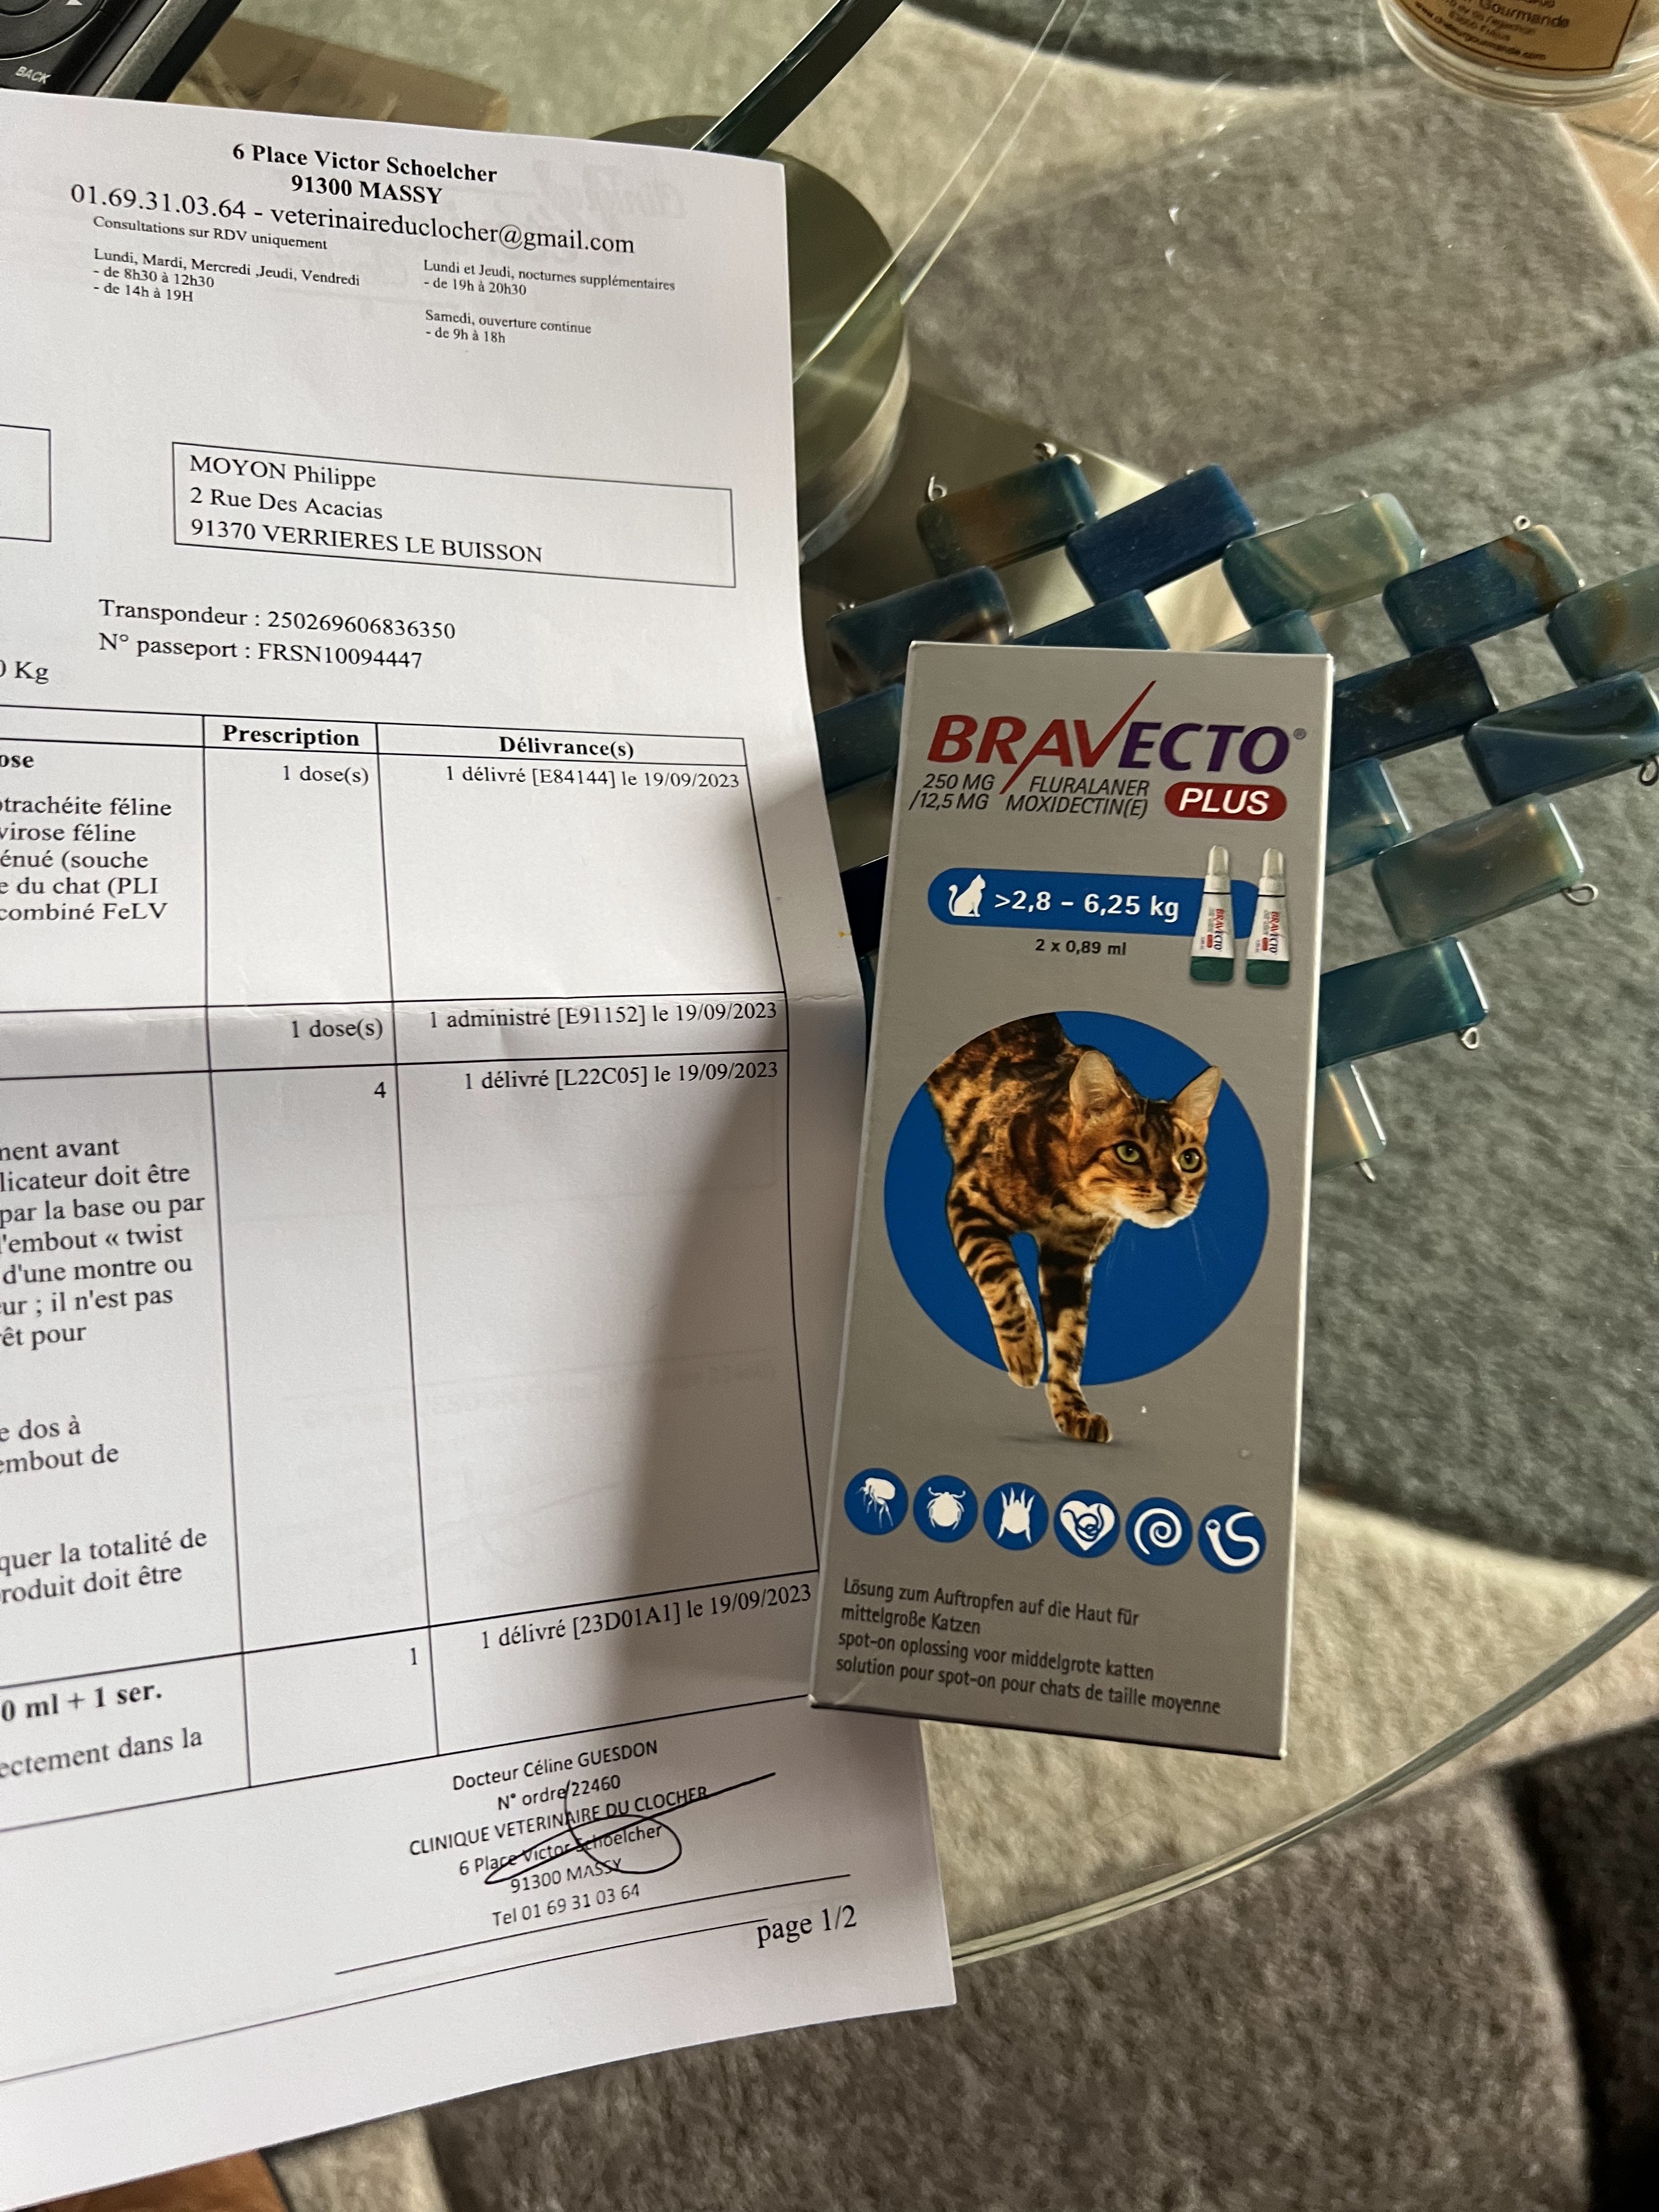 BACK
Gourmande
6 Place Victor Schoelcher
91300 MASSY
01.69.31.03.64 - veterinaireduclocher@gmail.com
Consultations sur RDV uniquement
Lundi, Mardi, Mercredi ,Jeudi, Vendredi
- de 8h30 à 12h30
- de 14h à 19H
Lundi et Jeudi, nocturnes supplémentaires
- de 19h à 20h30
Samedi, ouverture continue
- de 9h à 18h
MOYON Philippe
2 Rue Des Acacias
91370 VERRIERES LE BUISSON
Transpondeur : 250269606836350
N° passeport : FRSN10094447
0 Kg
Prescription
Délivrance(s)
ose
1 dose(s)
1 délivré [E84144] le 19/09/2023
otrachéite féline
virose féline
énué (souche
e du chat (PLI
combiné FeLV
1 dose(s)
1 administré [E91152] le 19/09/2023
4
1 délivré [L22C05] le 19/09/2023
ment avant
licateur doit être
par la base ou par
l'embout « twist
d'une montre ou
eur ; il n'est pas
rêt pour
e dos à
embout de
quer la totalité de
roduit doit être
1
1 délivré [23D01A1] le 19/09/2023
0 ml + 1 ser.
ectement dans la
Docteur Céline GUESDON
N° ordre 22460
CLINIQUE VETERINAIRE DU CLOCHER
6 Place Victor Schoelcher
91300 MASSY
Tel 01 69 31 03 64
page 1/2
BRAVECTO®
250 MG FLURALANER
/12,5 MG MOXIDECTIN(E)
PLUS
>2,8 – 6,25 kg
2 x 0,89 ml
BRAVECTO
BRAVECTO
Lösung zum Auftropfen auf die Haut für
mittelgroße Katzen
spot-on oplossing voor middelgrote katten
solution pour spot-on pour chats de taille moyenne